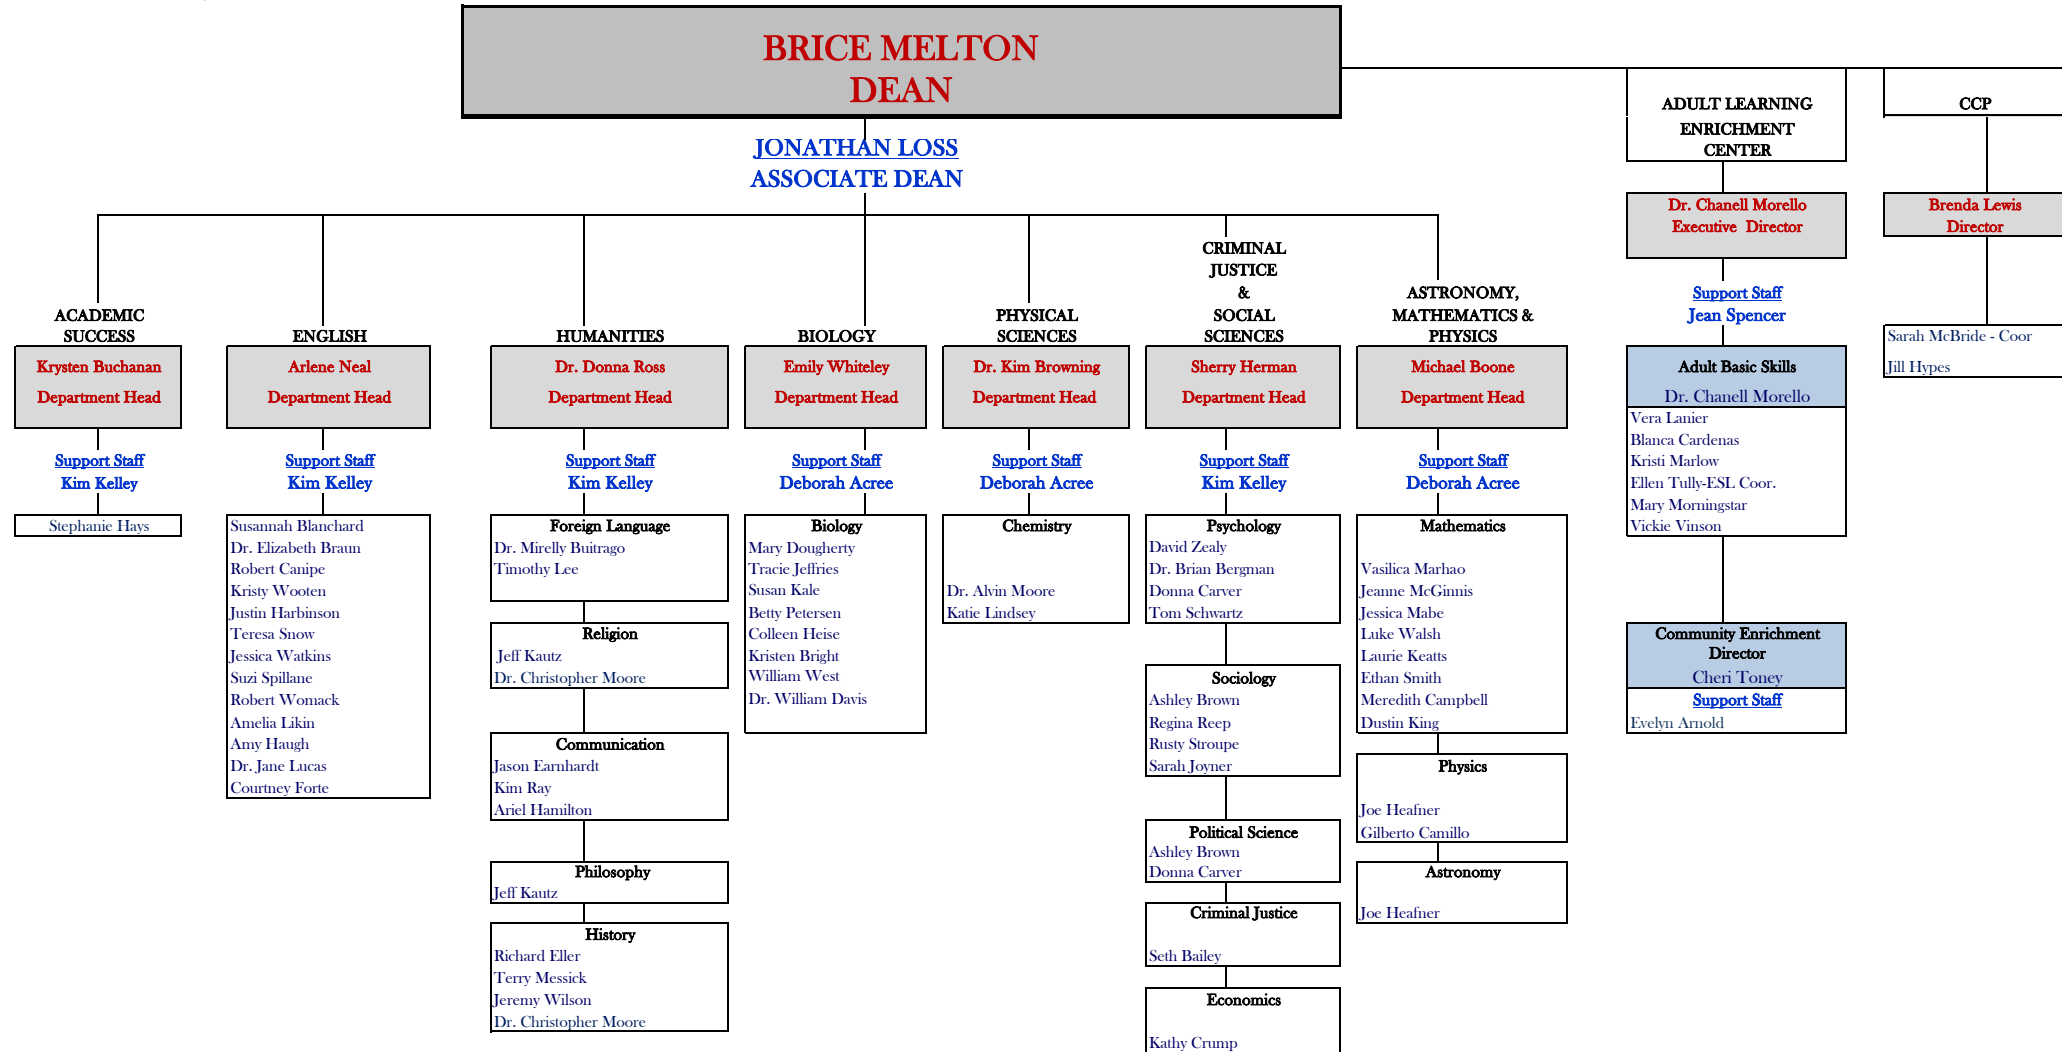 BRICE MELTON
DEAN
JONATHAN LOSS
ASSOCIATE DEAN
ACADEMIC
SUCCESS
Krysten Buchanan
Department Head
Support Staff
Kim Kelley
Stephanie Hays
ENGLISH
Arlene Neal
Department Head
Support Staff
Kim Kelley
Susannah Blanchard
Dr. Elizabeth Braun
Robert Canipe
Kristy Wooten
Justin Harbinson
Teresa Snow
Jessica Watkins
Suzi Spillane
Robert Womack
Amelia Likin
Amy Haugh
Dr. Jane Lucas
Courtney Forte
HUMANITIES
Dr. Donna Ross
Department Head
Support Staff
Kim Kelley
Foreign Language
Dr. Mirelly Buitrago
Timothy Lee
Religion
Jeff Kautz
Dr. Christopher Moore
Communication
Jason Earnhardt
Kim Ray
Ariel Hamilton
Philosophy
Jeff Kautz
History
Richard Eller
Terry Messick
Jeremy Wilson
Dr. Christopher Moore
BIOLOGY
Emily Whiteley
Department Head
Support Staff
Deborah Acree
Biology
Mary Dougherty
Tracie Jeffries
Susan Kale
Betty Petersen
Colleen Heise
Kristen Bright
William West
Dr. William Davis
PHYSICAL
SCIENCES
Dr. Kim Browning
Department Head
Support Staff
Deborah Acree
Chemistry
Dr. Alvin Moore
Katie Lindsey
CRIMINAL
JUSTICE
&
SOCIAL
SCIENCES
Sherry Herman
Department Head
Support Staff
Kim Kelley
Psychology
David Zealy
Dr. Brian Bergman
Donna Carver
Tom Schwartz
Sociology
Ashley Brown
Regina Reep
Rusty Stroupe
Sarah Joyner
Political Science
Ashley Brown
Donna Carver
Criminal Justice
Seth Bailey
Economics
Kathy Crump
ASTRONOMY,
MATHEMATICS &
PHYSICS
Michael Boone
Department Head
Support Staff
Deborah Acree
Mathematics
Vasilica Marhao
Jeanne McGinnis
Jessica Mabe
Luke Walsh
Laurie Keatts
Ethan Smith
Meredith Campbell
Dustin King
Physics
Joe Heafner
Gilberto Camillo
Astronomy
Joe Heafner
ADULT LEARNING
ENRICHMENT
CENTER
Dr. Chanell Morello
Executive  Director
Support Staff
Jean Spencer
Adult Basic Skills
Dr. Chanell Morello
Vera Lanier
Blanca Cardenas
Kristi Marlow
Ellen Tully-ESL Coor.
Mary Morningstar
Vickie Vinson
Community Enrichment
Director
Cheri Toney
Support Staff
Evelyn Arnold
CCP
Brenda Lewis
Director
Sarah McBride - Coor
Jill Hypes